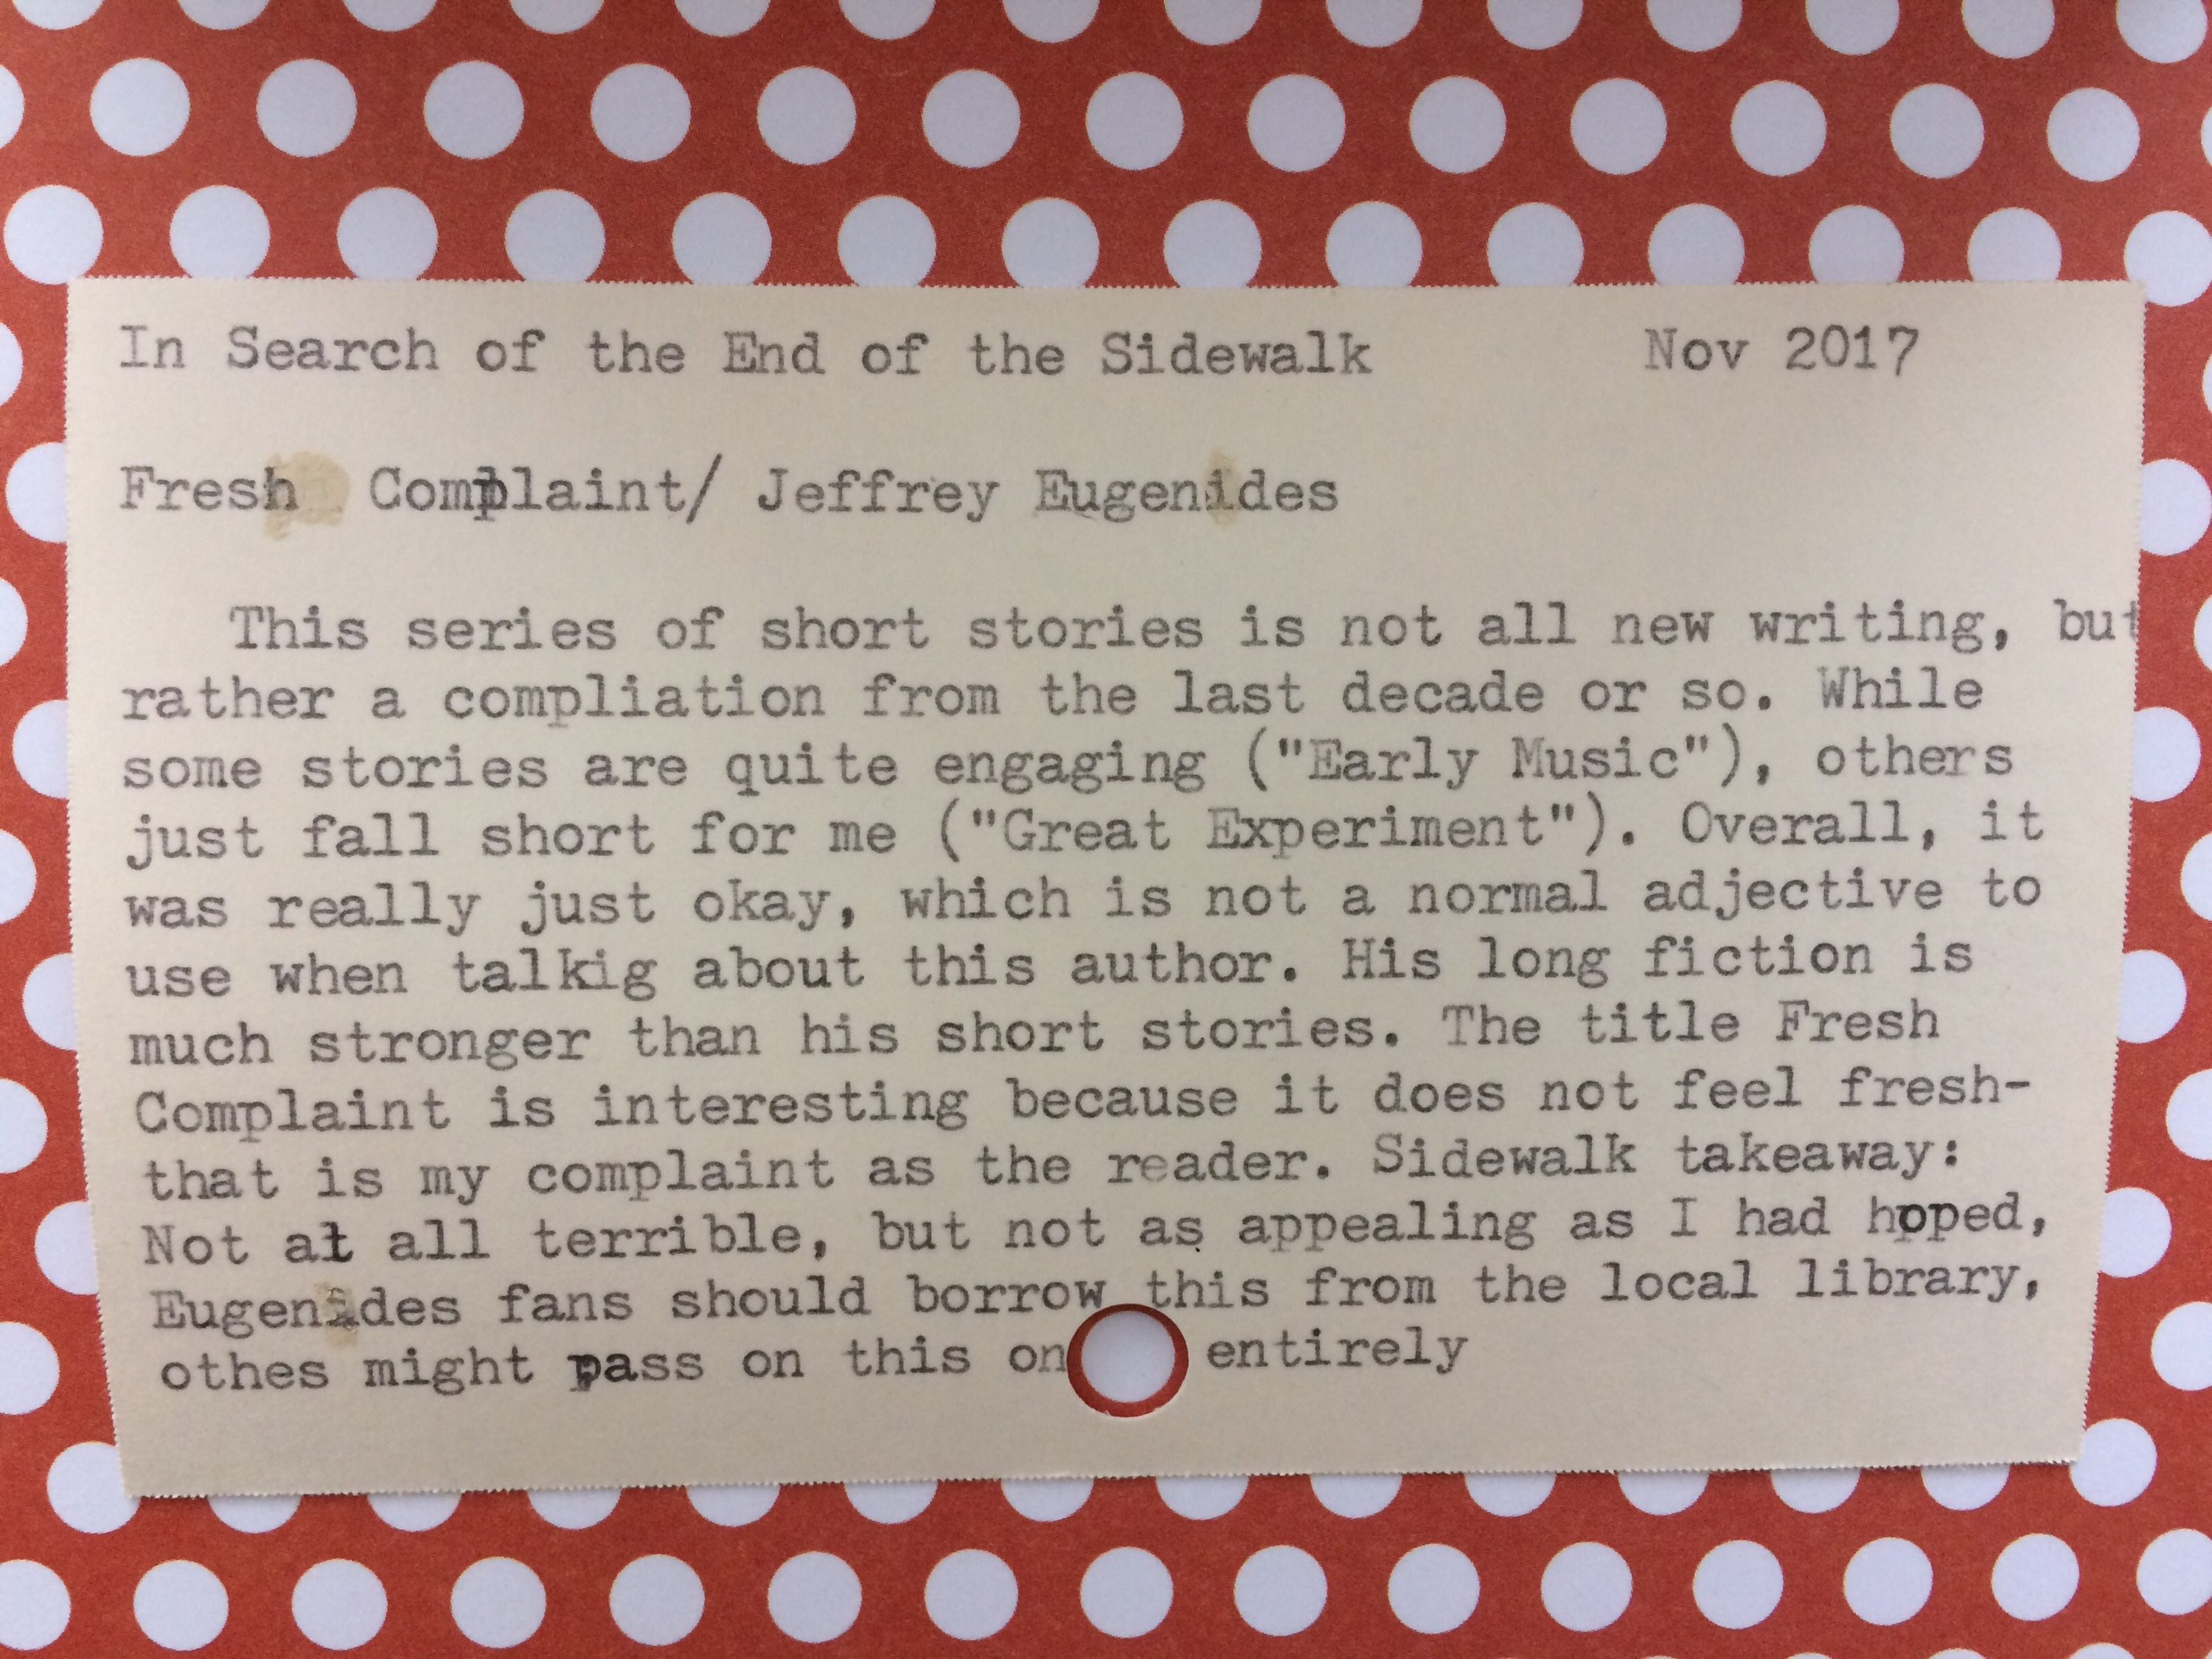 In Search of the End of the Sidewalk Nov 2017
Fresh Complaint/ Jeffrey Eugenides
This series of short stories is not all new writing, but
rather a compliation from the last decade or so. While
some stories are quite engaging ("Early Music"), others
just fall short for me ("Great Experiment"). Overall, it
was really just okay, which is not a normal adjective to
use when talkig about this author. His long fiction is
much stronger than his short stories. The title Fresh
Complaint is interesting because it does not feel fresh-
that is my complaint as the reader. Sidewalk takeaway:
Not at all terrible, but not as appealing as I had hoped,
Eugenides fans should borrow this from the local library,
othes might pass on this on entirely